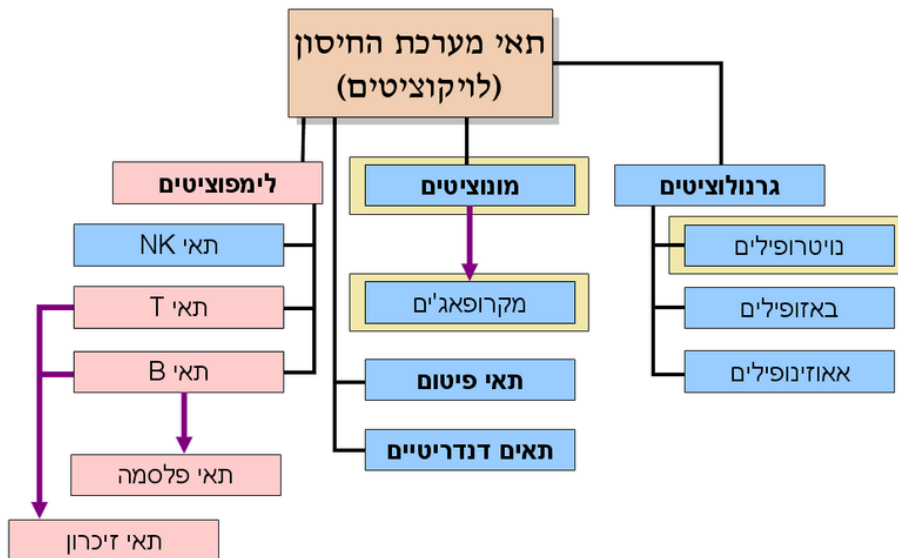 תאי מערכת החיסון
(לויקוציטים)
גרנולוציטים
נויטרופילים
באזופילים
אאוזינופילים
מונוציטים
מקרופאג'ים
תאי פיטום
תאים דנדריטיים
לימפוציטים
תאי NK
תאי T
תאי B
תאי פלסמה
תאי זיכרון